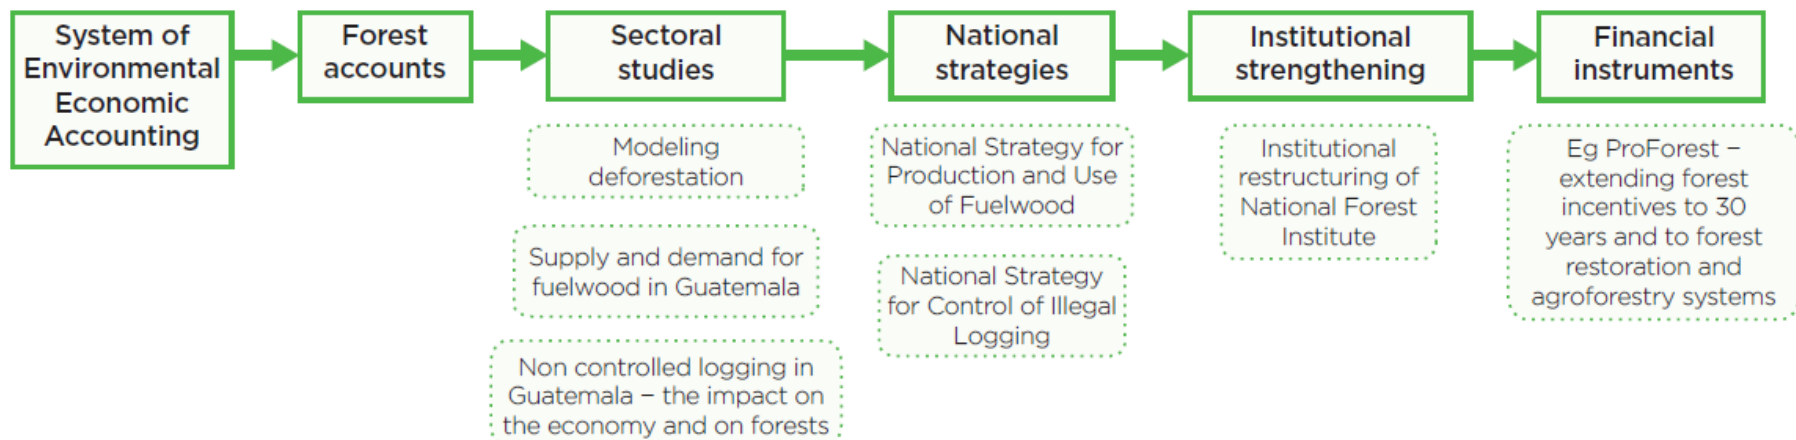 System of
Environmental
Economic
Accounting
Forest
accounts
Sectoral
studies
National
strategies
Institutional
strengthening
Financial
instruments
Modeling
deforestation
Supply and demand for
fuelwood in Guatemala
Non controlled logging in
Guatemala – the impact on
the economy and on forests
National Strategy for
Production and Use
of Fuelwood
National Strategy
for Control of Illegal
Logging
Institutional
restructuring of
National Forest
Institute
Eg ProForest –
extending forest
incentives to 30
years and to forest
restoration and
agroforestry systems